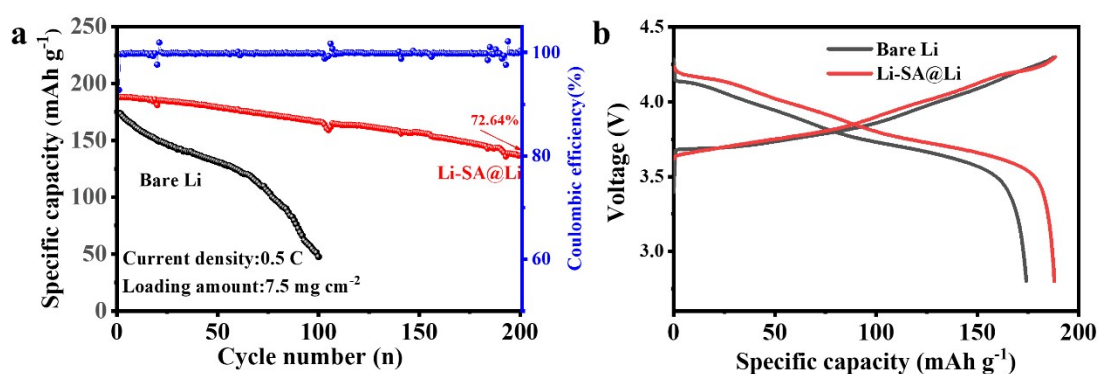 a
250
200
150
100
50
0
Specific capacity (mAh g⁻¹)
72.64%
Bare Li
Li-SA@Li
Current density:0.5 C
Loading amount:7.5 mg cm⁻²
0 50 100 150 200
Cycle number (n)
100
80
60
Coulombic efficiency(%)
b
4.5
4.0
3.5
3.0
Voltage (V)
Bare Li
Li-SA@Li
0 50 100 150 200
Specific capacity (mAh g⁻¹)